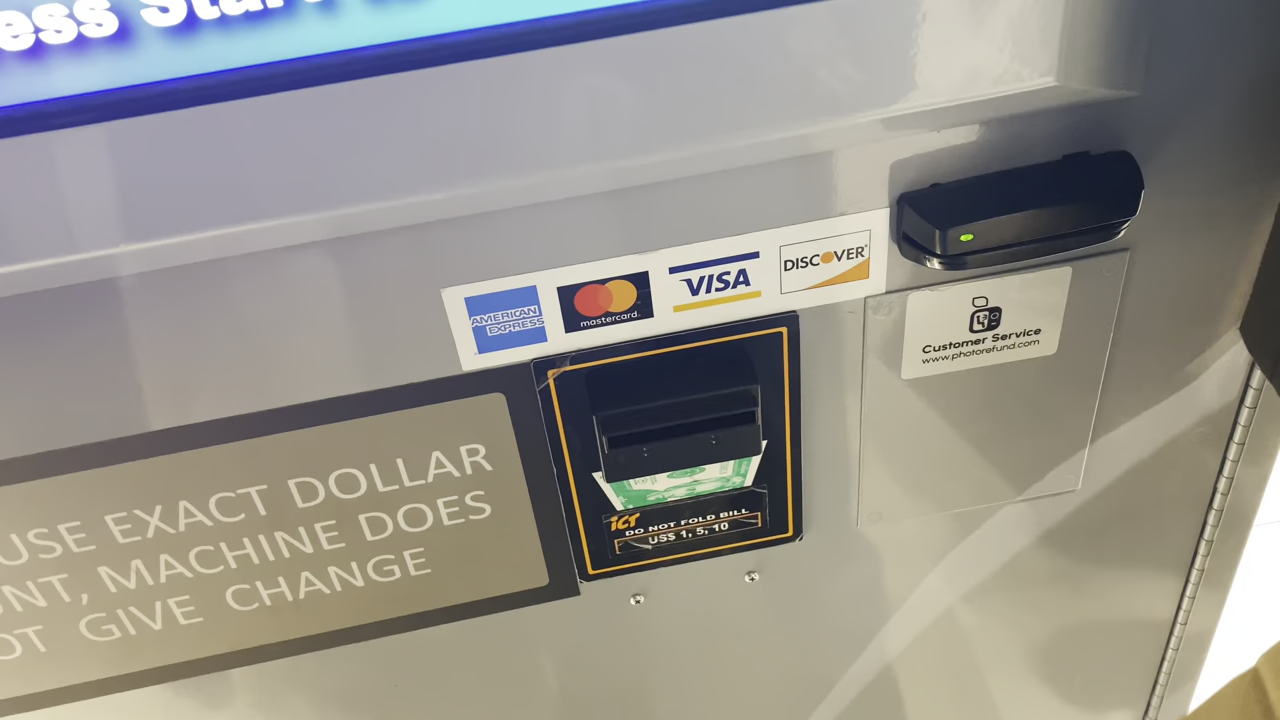 ess Star
AMERICAN
EXPRESS
mastercard
VISA
DISCOVER
Customer Service
www.photorefund.com
USE EXACT DOLLAR
NT, MACHINE DOES
OT GIVE CHANGE
ICT
DO NOT FOLD BILL
US$ 1, 5, 10